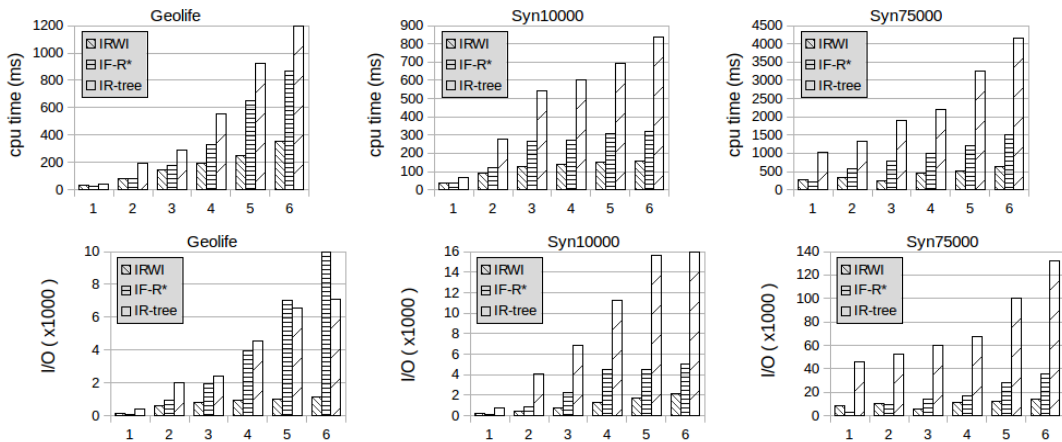 Geolife
cpu time (ms)
1200
1000
800
600
400
200
0
IRWI
IF-R*
IR-tree
1 2 3 4 5 6
Syn10000
cpu time (ms)
900
800
700
600
500
400
300
200
100
0
IRWI
IF-R*
IR-tree
1 2 3 4 5 6
Syn75000
cpu time (ms)
4500
4000
3500
3000
2500
2000
1500
1000
500
0
IRWI
IF-R*
IR-tree
1 2 3 4 5 6
Geolife
I/O ( x1000 )
10
8
6
4
2
0
IRWI
IF-R*
IR-tree
1 2 3 4 5 6
Syn10000
I/O ( x1000 )
16
14
12
10
8
6
4
2
0
IRWI
IF-R*
IR-tree
1 2 3 4 5 6
Syn75000
I/O ( x1000 )
140
120
100
80
60
40
20
0
IRWI
IF-R*
IR-tree
1 2 3 4 5 6